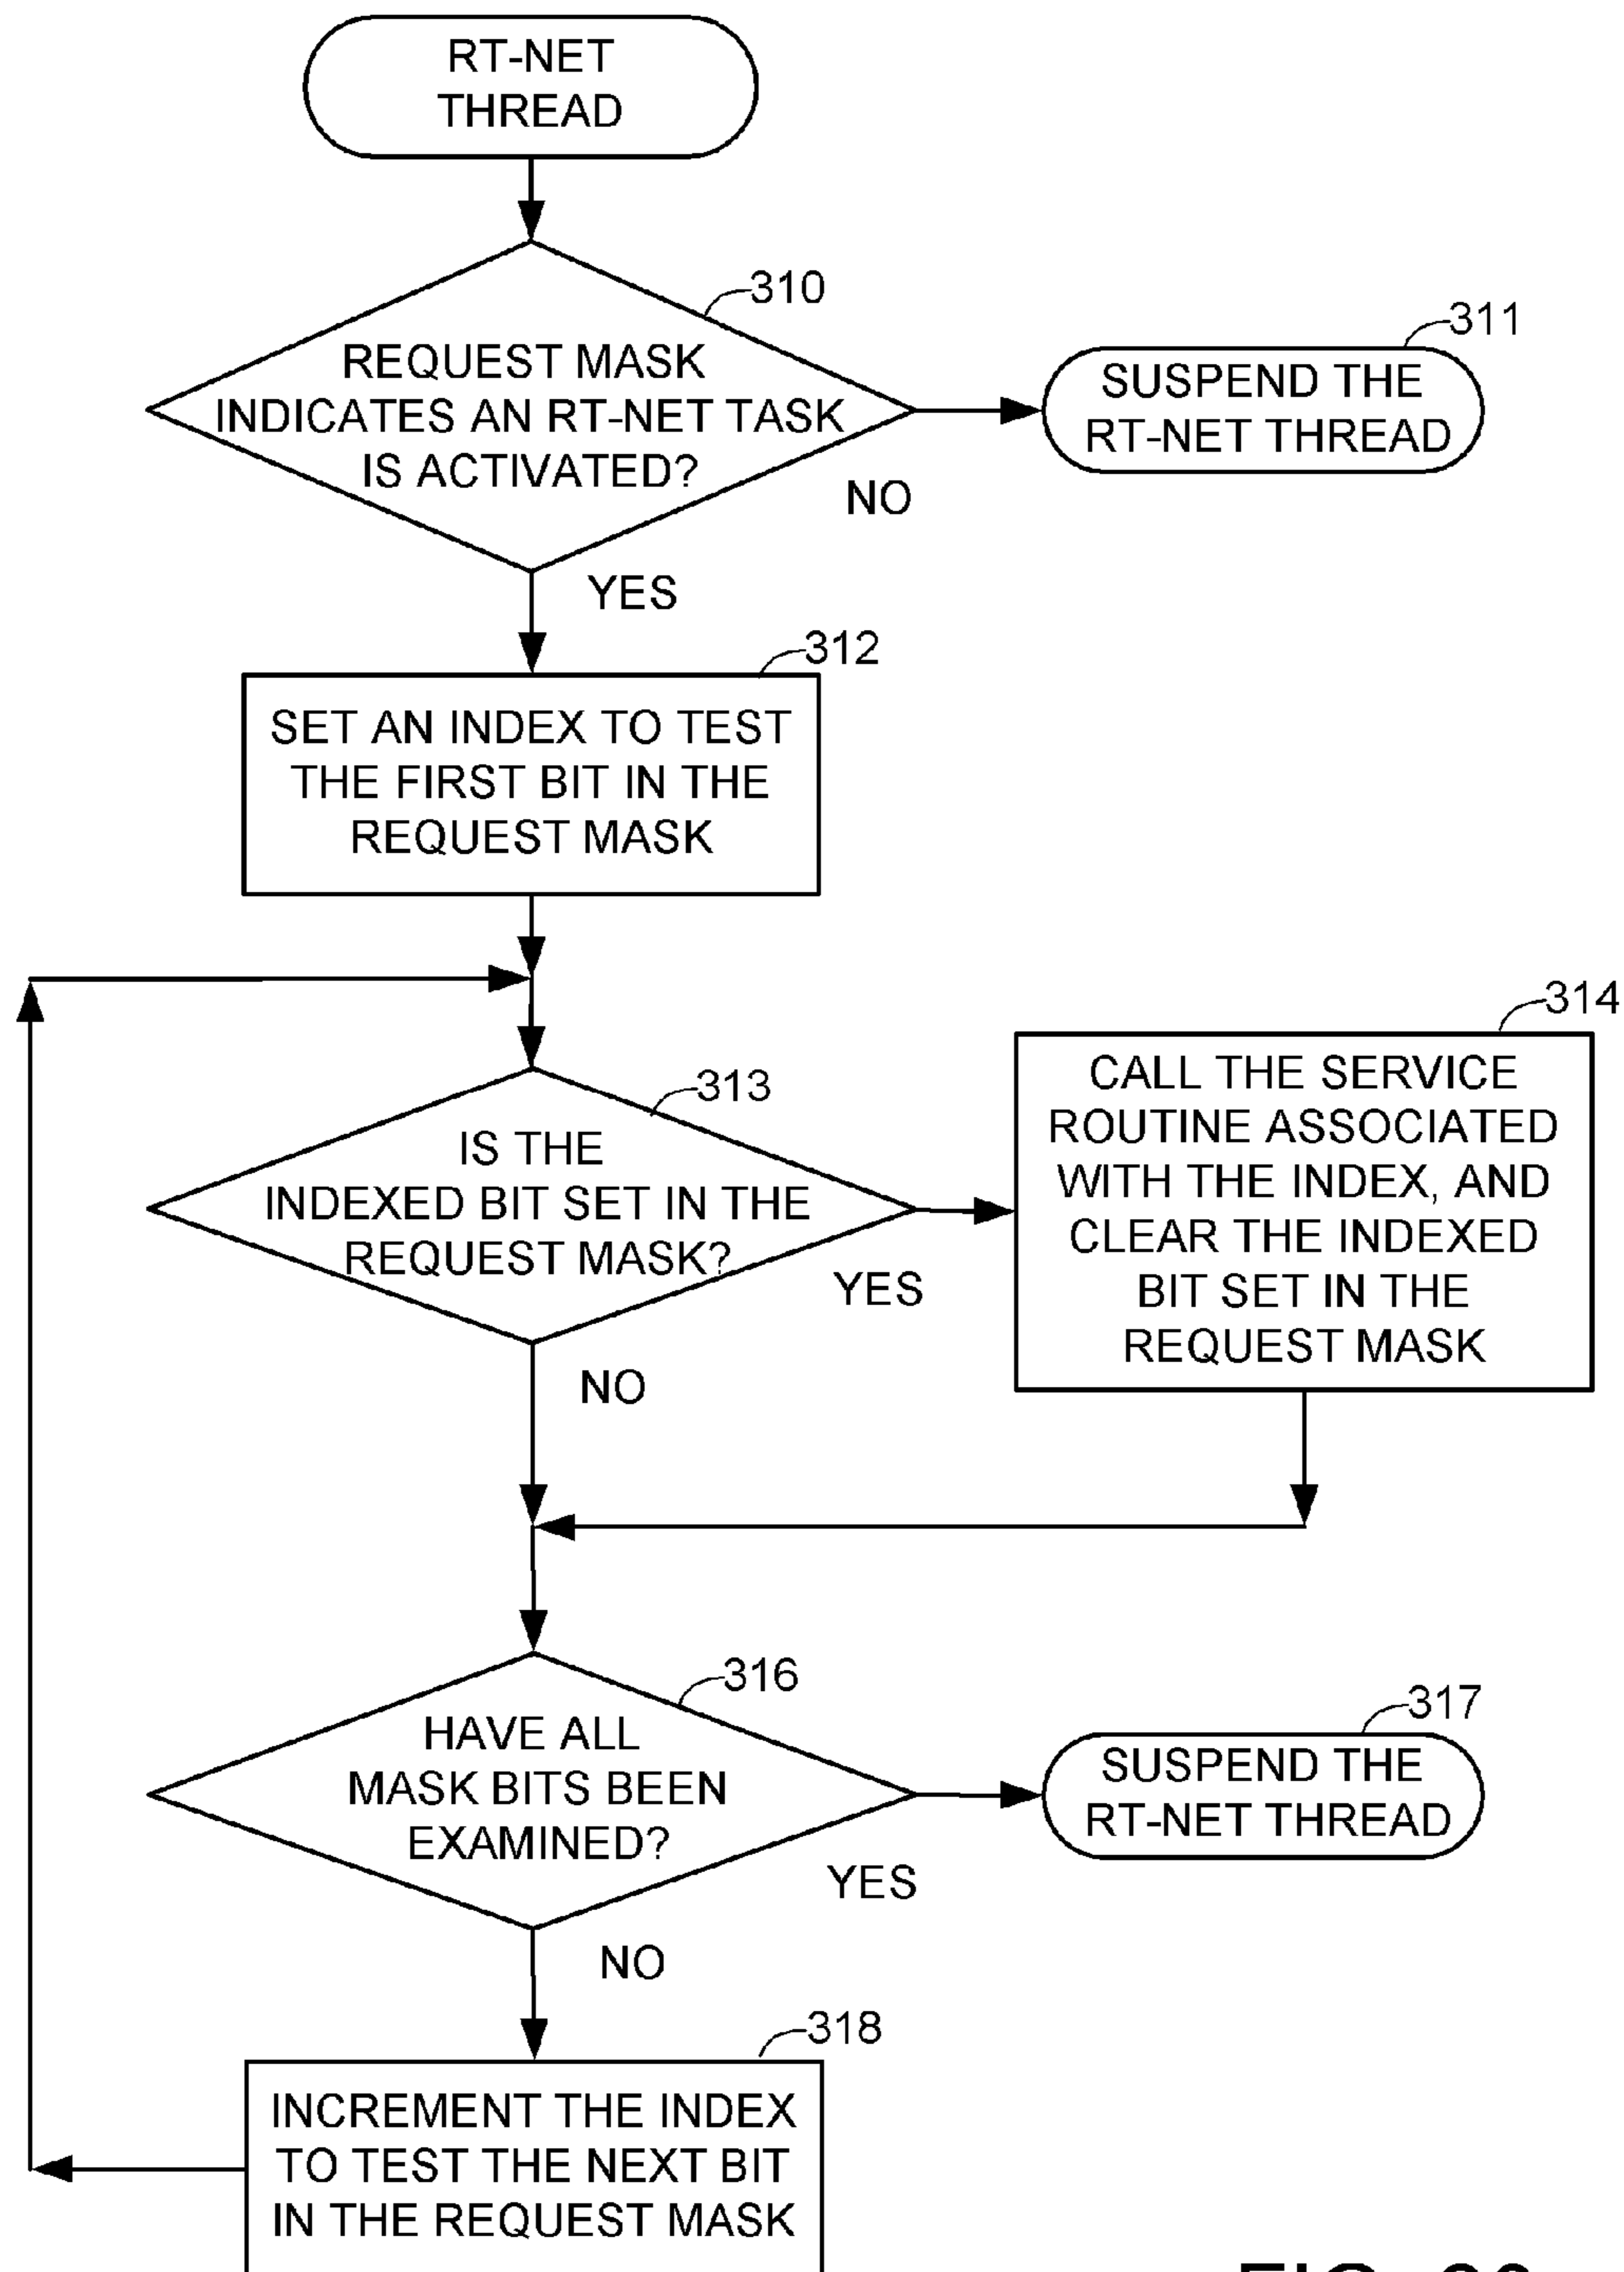 RT-NET
THREAD
310
REQUEST MASK
INDICATES AN RT-NET TASK
IS ACTIVATED?
NO
311
SUSPEND THE
RT-NET THREAD
YES
312
SET AN INDEX TO TEST
THE FIRST BIT IN THE
REQUEST MASK
313
IS THE
INDEXED BIT SET IN THE
REQUEST MASK?
YES
314
CALL THE SERVICE
ROUTINE ASSOCIATED
WITH THE INDEX, AND
CLEAR THE INDEXED
BIT SET IN THE
REQUEST MASK
NO
316
HAVE ALL
MASK BITS BEEN
EXAMINED?
YES
317
SUSPEND THE
RT-NET THREAD
NO
318
INCREMENT THE INDEX
TO TEST THE NEXT BIT
IN THE REQUEST MASK